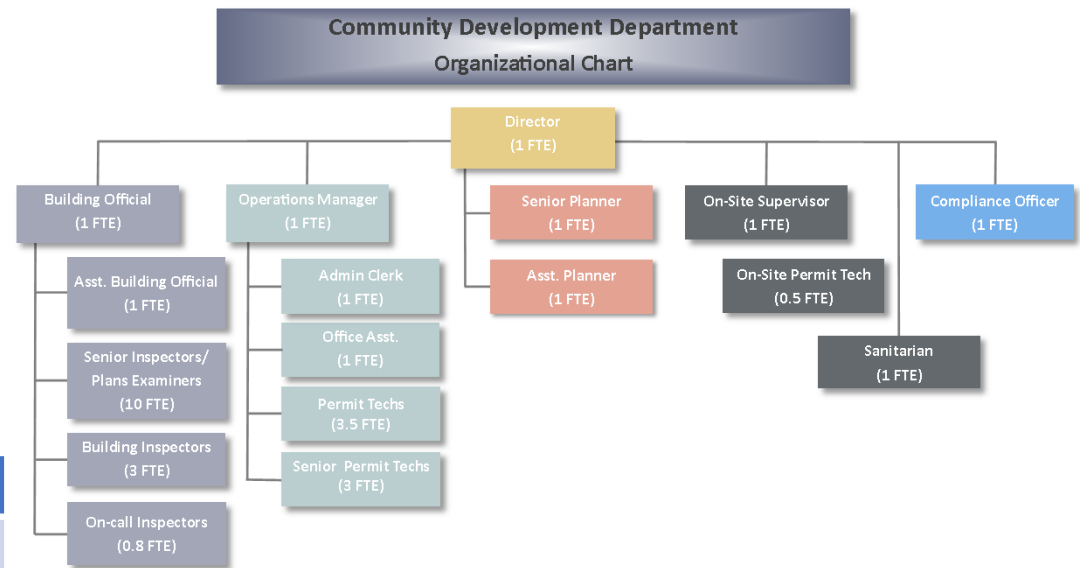 Community Development Department
Organizational Chart
Director
(1 FTE)
Building Official
(1 FTE)
Asst. Building Official
(1 FTE)
Senior Inspectors/
Plans Examiners
(10 FTE)
Building Inspectors
(3 FTE)
On-call Inspectors
(0.8 FTE)
Operations Manager
(1 FTE)
Admin Clerk
(1 FTE)
Office Asst.
(1 FTE)
Permit Techs
(3.5 FTE)
Senior Permit Techs
(3 FTE)
Senior Planner
(1 FTE)
Asst. Planner
(1 FTE)
On-Site Supervisor
(1 FTE)
On-Site Permit Tech
(0.5 FTE)
Sanitarian
(1 FTE)
Compliance Officer
(1 FTE)